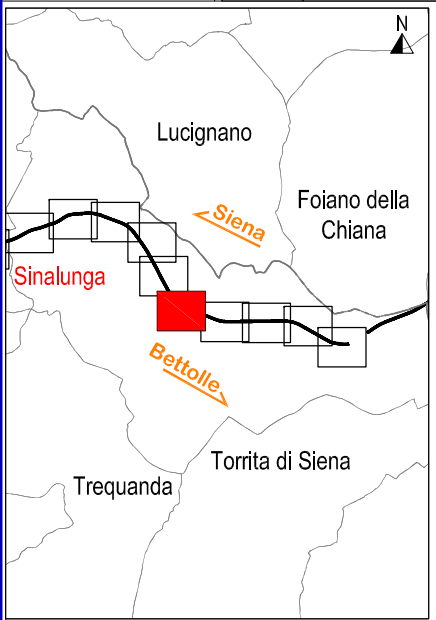 N
Lucignano
Foiano della
Chiana
Siena
Sinalunga
Bettolle
Torrita di Siena
Trequanda